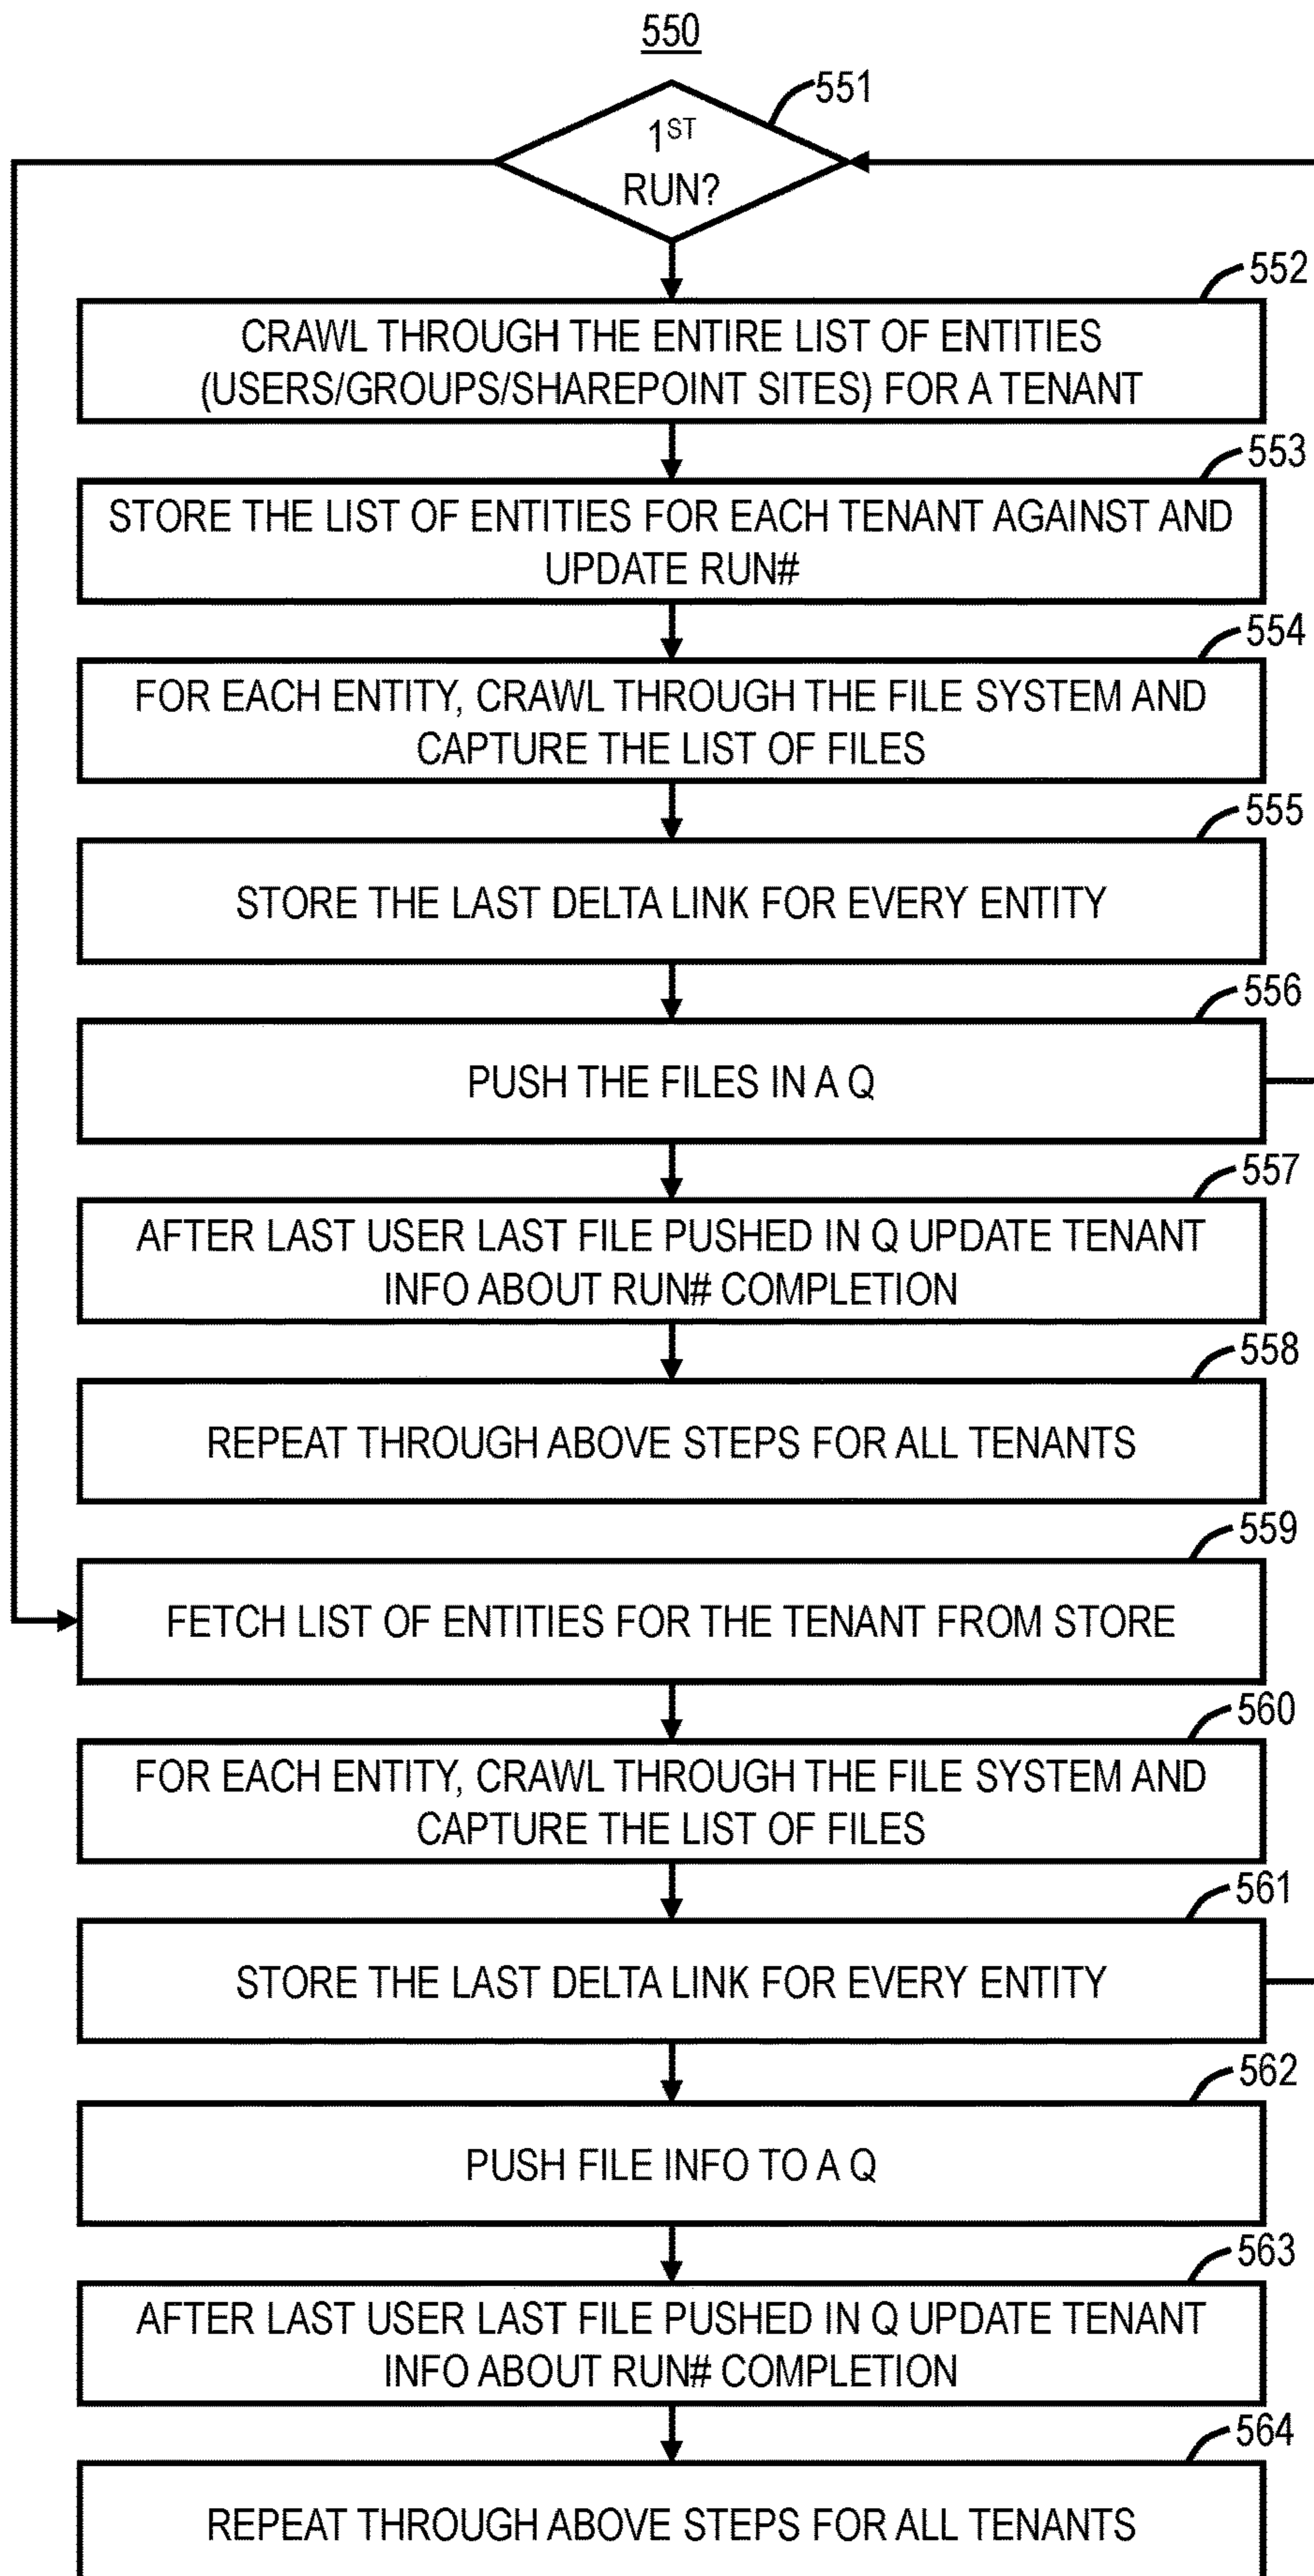 550
551
1ST
RUN?
552
CRAWL THROUGH THE ENTIRE LIST OF ENTITIES
(USERS/GROUPS/SHAREPOINT SITES) FOR A TENANT
553
STORE THE LIST OF ENTITIES FOR EACH TENANT AGAINST AND
UPDATE RUN#
554
FOR EACH ENTITY, CRAWL THROUGH THE FILE SYSTEM AND
CAPTURE THE LIST OF FILES
555
STORE THE LAST DELTA LINK FOR EVERY ENTITY
556
PUSH THE FILES IN A Q
557
AFTER LAST USER LAST FILE PUSHED IN Q UPDATE TENANT
INFO ABOUT RUN# COMPLETION
558
REPEAT THROUGH ABOVE STEPS FOR ALL TENANTS
559
FETCH LIST OF ENTITIES FOR THE TENANT FROM STORE
560
FOR EACH ENTITY, CRAWL THROUGH THE FILE SYSTEM AND
CAPTURE THE LIST OF FILES
561
STORE THE LAST DELTA LINK FOR EVERY ENTITY
562
PUSH FILE INFO TO A Q
563
AFTER LAST USER LAST FILE PUSHED IN Q UPDATE TENANT
INFO ABOUT RUN# COMPLETION
564
REPEAT THROUGH ABOVE STEPS FOR ALL TENANTS